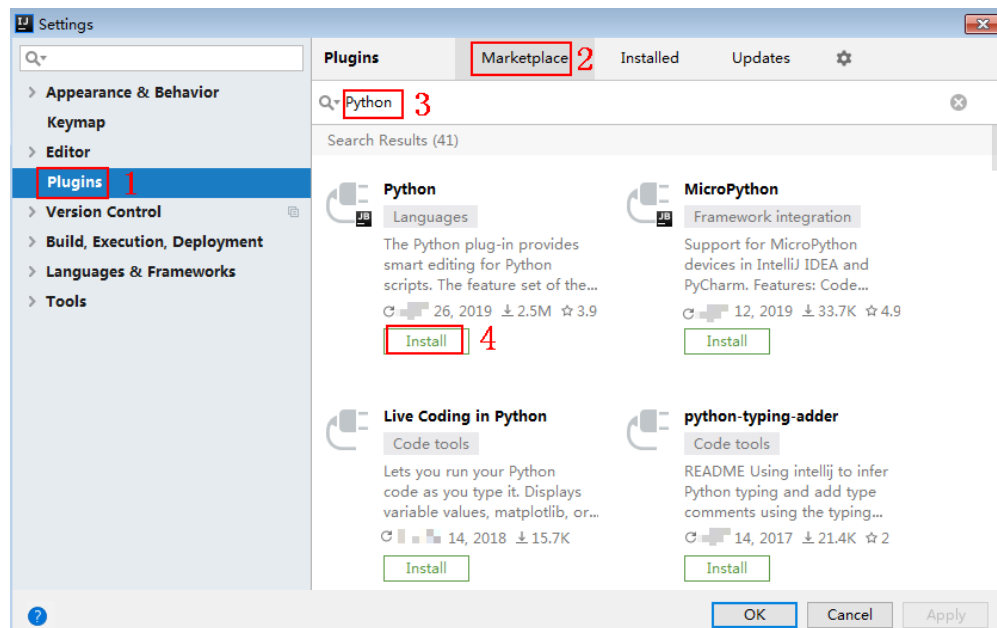 Settings
Appearance & Behavior
Keymap
Editor
Plugins
Version Control
Build, Execution, Deployment
Languages & Frameworks
Tools
1
Plugins
Marketplace
2
Installed
Updates
Python
3
Search Results (41)
Python
Languages
The Python plug-in provides
smart editing for Python
scripts. The feature set of the...
26, 2019 2.5M 3.9
Install
4
MicroPython
Framework integration
Support for MicroPython
devices in IntelliJ IDEA and
PyCharm. Features: Code...
12, 2019 33.7K 4.9
Install
Live Coding in Python
Code tools
Lets you run your Python
code as you type it. Displays
variable values, matplotlib, or...
14, 2018 15.7K
Install
python-typing-adder
Code tools
README Using intellij to infer
Python typing and add type
comments using the typing...
14, 2017 21.4K 2
Install
?
OK
Cancel
Apply